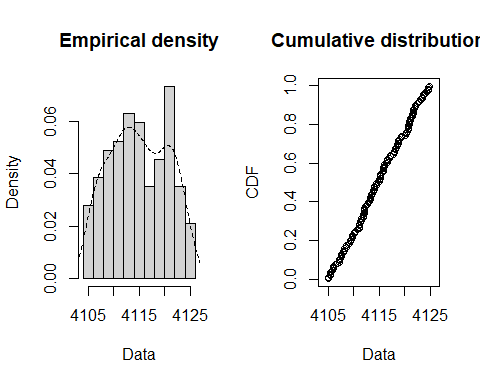 Empirical density
Density
0.00
0.02
0.04
0.06
4105
4115
4125
Data
Cumulative distribution
CDF
0.0
0.2
0.4
0.6
0.8
1.0
4105
4115
4125
Data